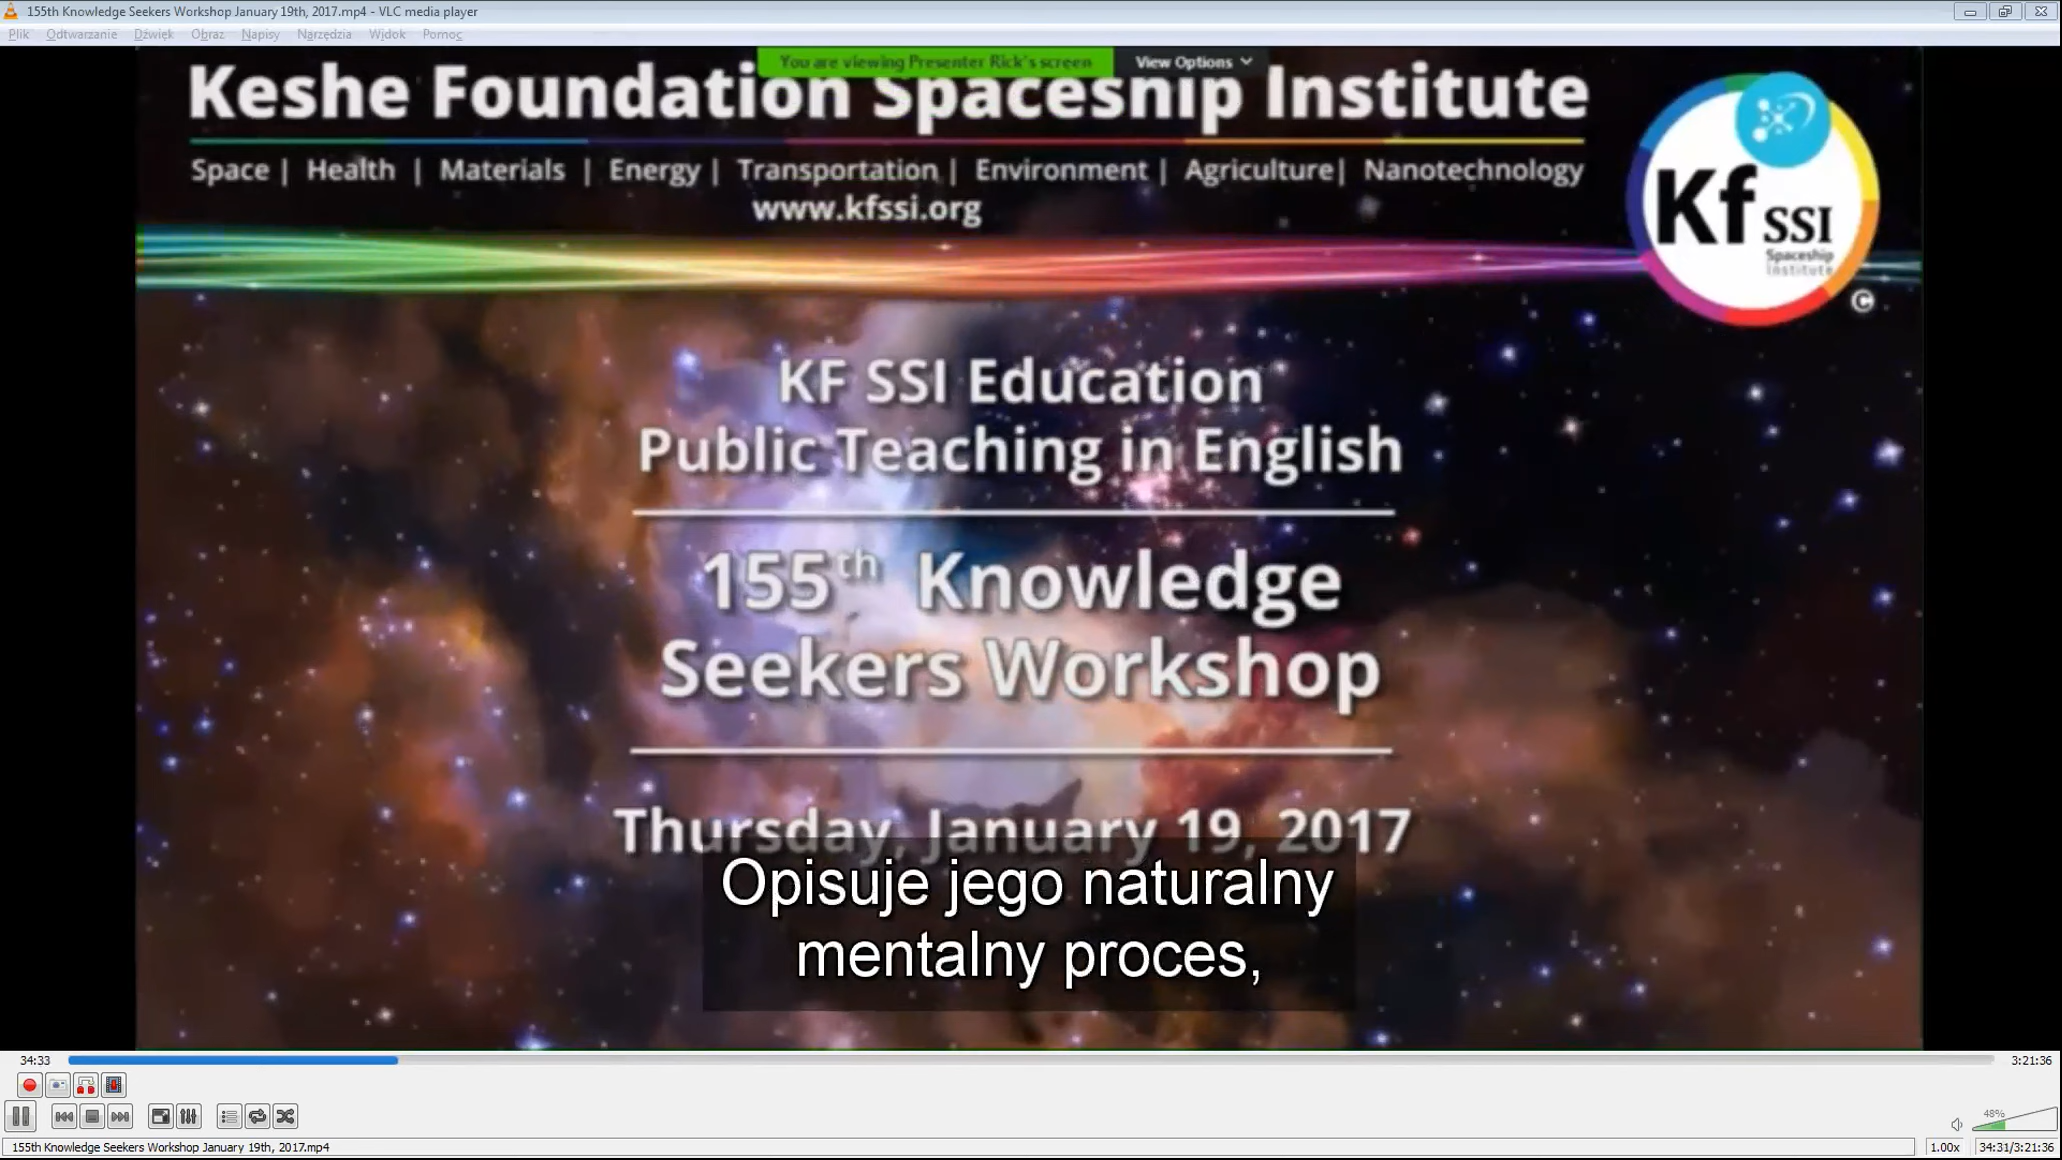 155th Knowledge Seekers Workshop January 19th, 2017.mp4 - VLC media player
Plik Odtwarzanie Dźwięk Obraz Napisy Narzędzia Widok Pomoc
You are viewing Presenter Rick's screen View Options
Keshe Foundation Spaceship Institute
Space | Health | Materials | Energy | Transportation | Environment | Agriculture | Nanotechnology
www.kfssi.org
Kf SSI
Spaceship
Institute
©
KF SSI Education
Public Teaching in English
155th Knowledge
Seekers Workshop
Thursday, January 19, 2017
Opisuje jego naturalny
mentalny proces,
34:33 3:21:36
48%
155th Knowledge Seekers Workshop January 19th, 2017.mp4 1.00x 34:31/3:21:36